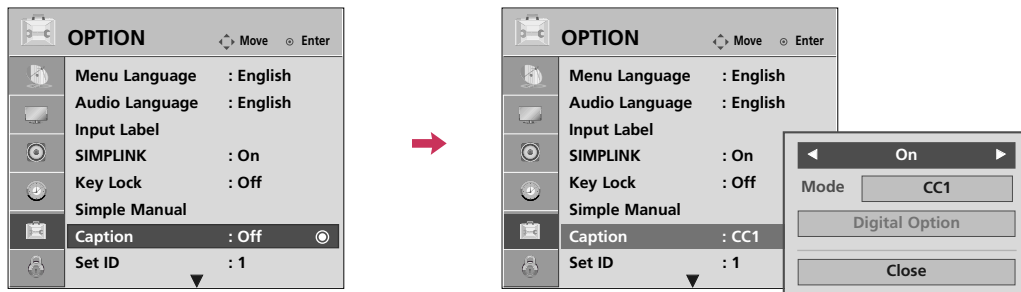 OPTION Move Enter
Menu Language : English
Audio Language : English
Input Label
SIMPLINK : On
Key Lock : Off
Simple Manual
Caption : Off
Set ID : 1
OPTION Move Enter
Menu Language : English
Audio Language : English
Input Label
SIMPLINK : On
Key Lock : Off
Simple Manual
Caption : CC1
Set ID : 1
On
Mode CC1
Digital Option
Close